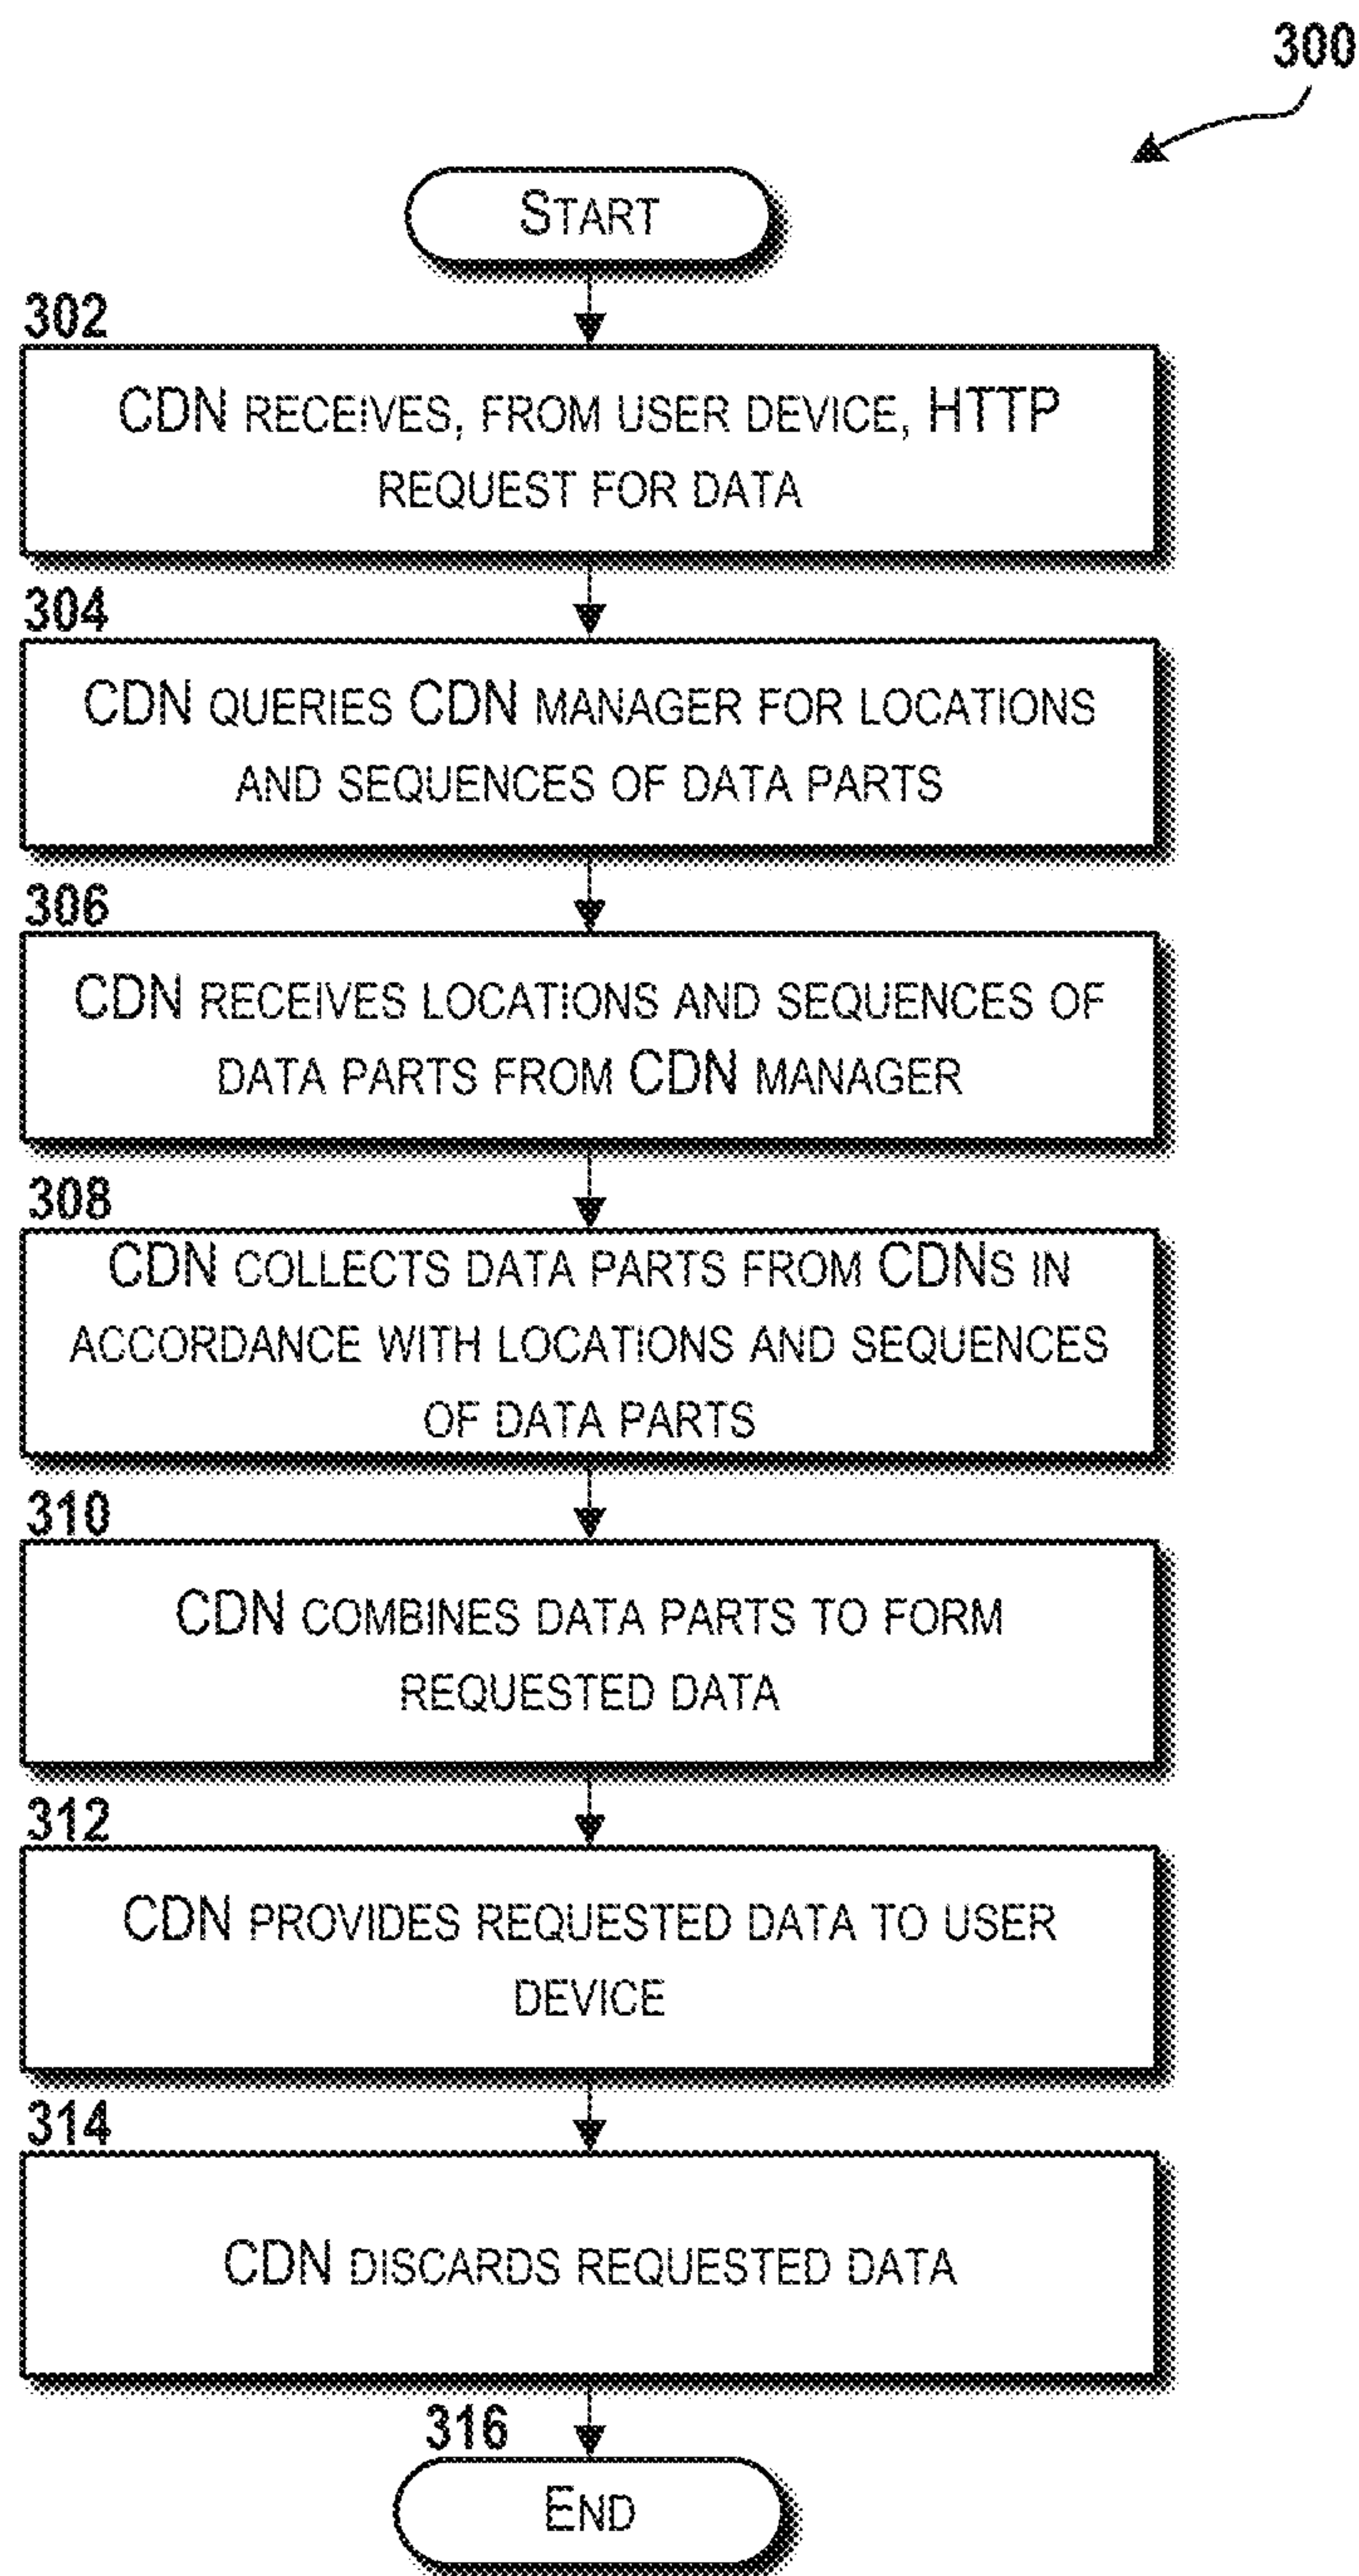 300
START
302
CDN RECEIVES, FROM USER DEVICE, HTTP
REQUEST FOR DATA
304
CDN QUERIES CDN MANAGER FOR LOCATIONS
AND SEQUENCES OF DATA PARTS
306
CDN RECEIVES LOCATIONS AND SEQUENCES OF
DATA PARTS FROM CDN MANAGER
308
CDN COLLECTS DATA PARTS FROM CDNS IN
ACCORDANCE WITH LOCATIONS AND SEQUENCES
OF DATA PARTS
310
CDN COMBINES DATA PARTS TO FORM
REQUESTED DATA
312
CDN PROVIDES REQUESTED DATA TO USER
DEVICE
314
CDN DISCARDS REQUESTED DATA
316
END